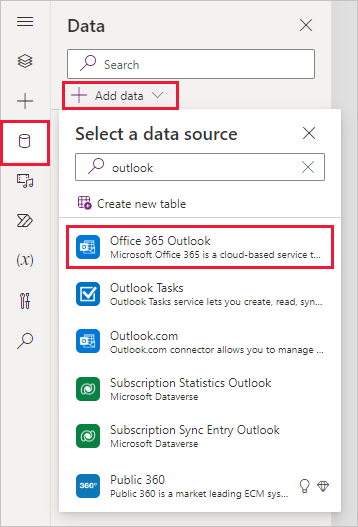 Data
Search
Add data
Select a data source
outlook
Create new table
Office 365 Outlook
Microsoft Office 365 is a cloud-based service t...
Outlook Tasks
Outlook Tasks service lets you create, read, syn...
Outlook.com
Outlook.com connector allows you to manage ...
Subscription Statistics Outlook
Microsoft Dataverse
(x)
Subscription Sync Entry Outlook
Microsoft Dataverse
360°
Public 360
Public 360 is a market leading ECM sys...